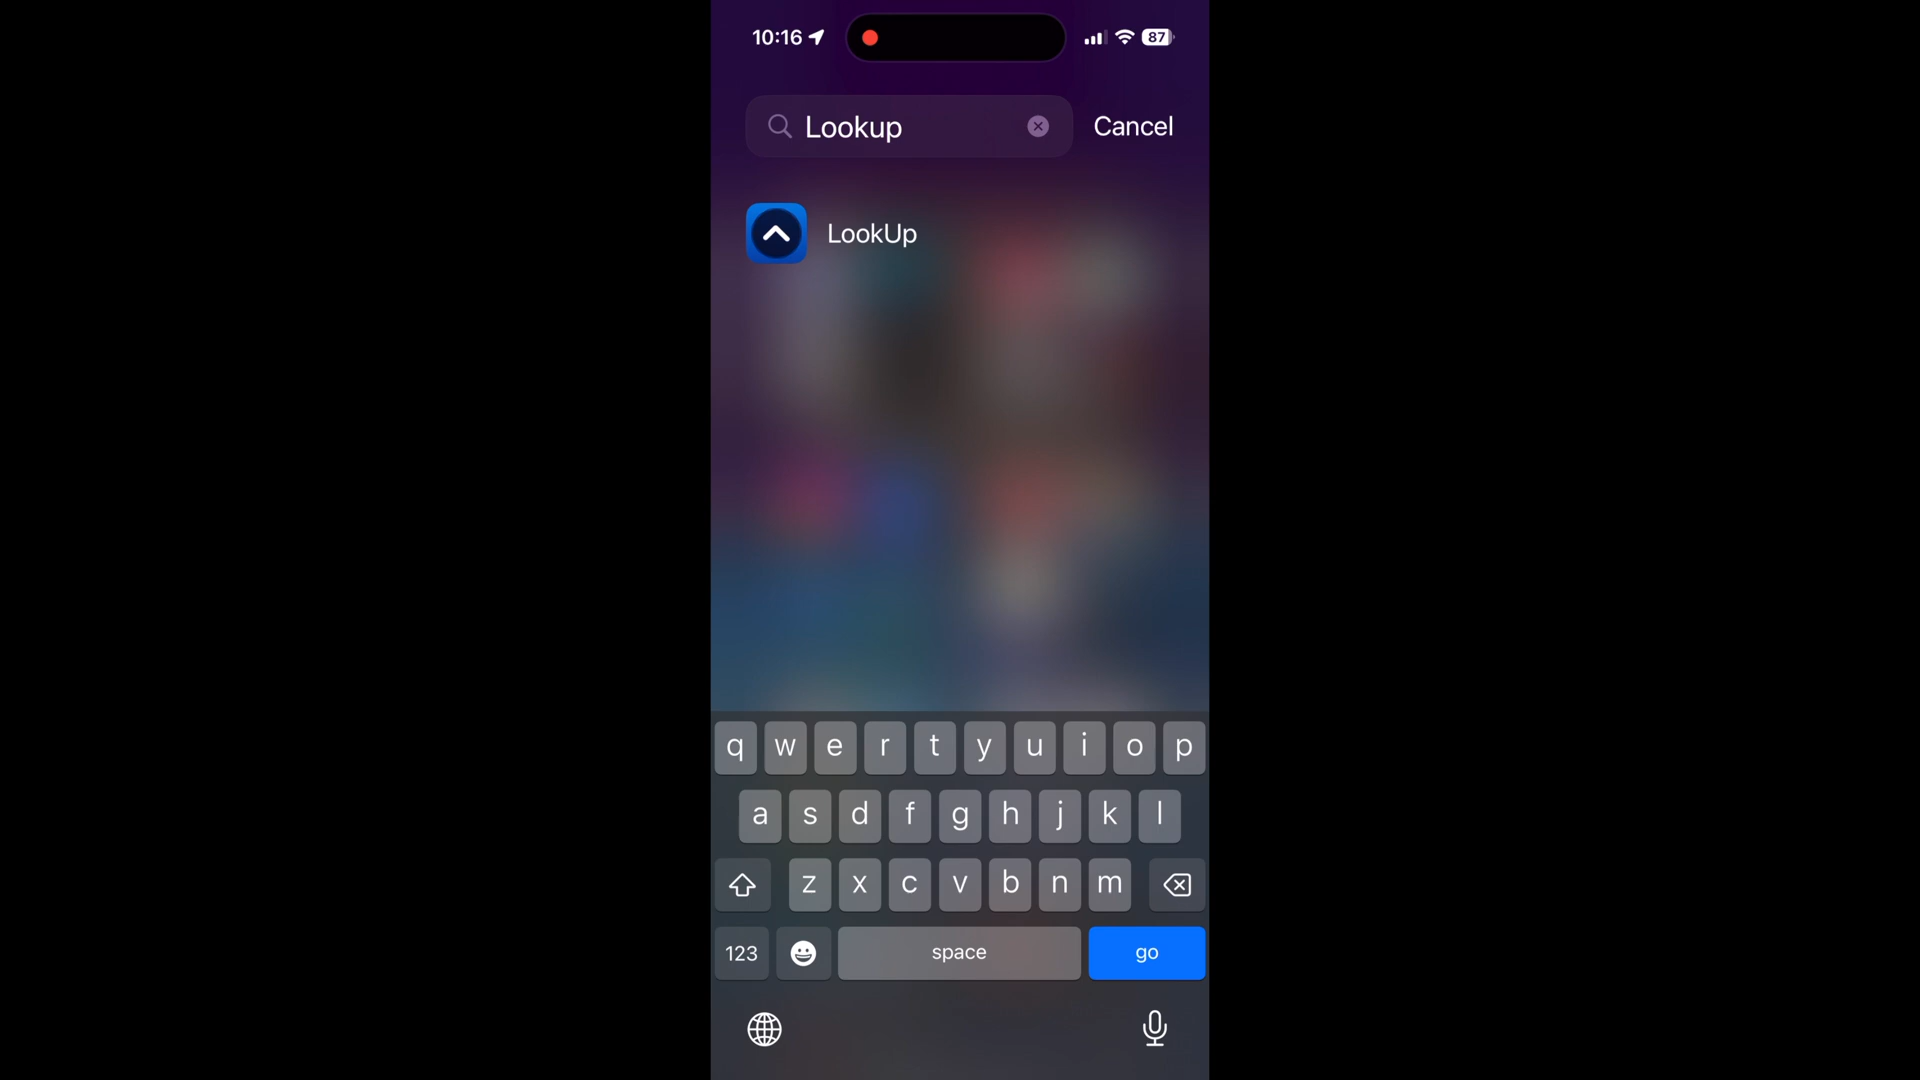 10:16
87
Lookup
Cancel
LookUp
q w e r t y u i o p
a s d f g h j k l
z x c v b n m
123 space go